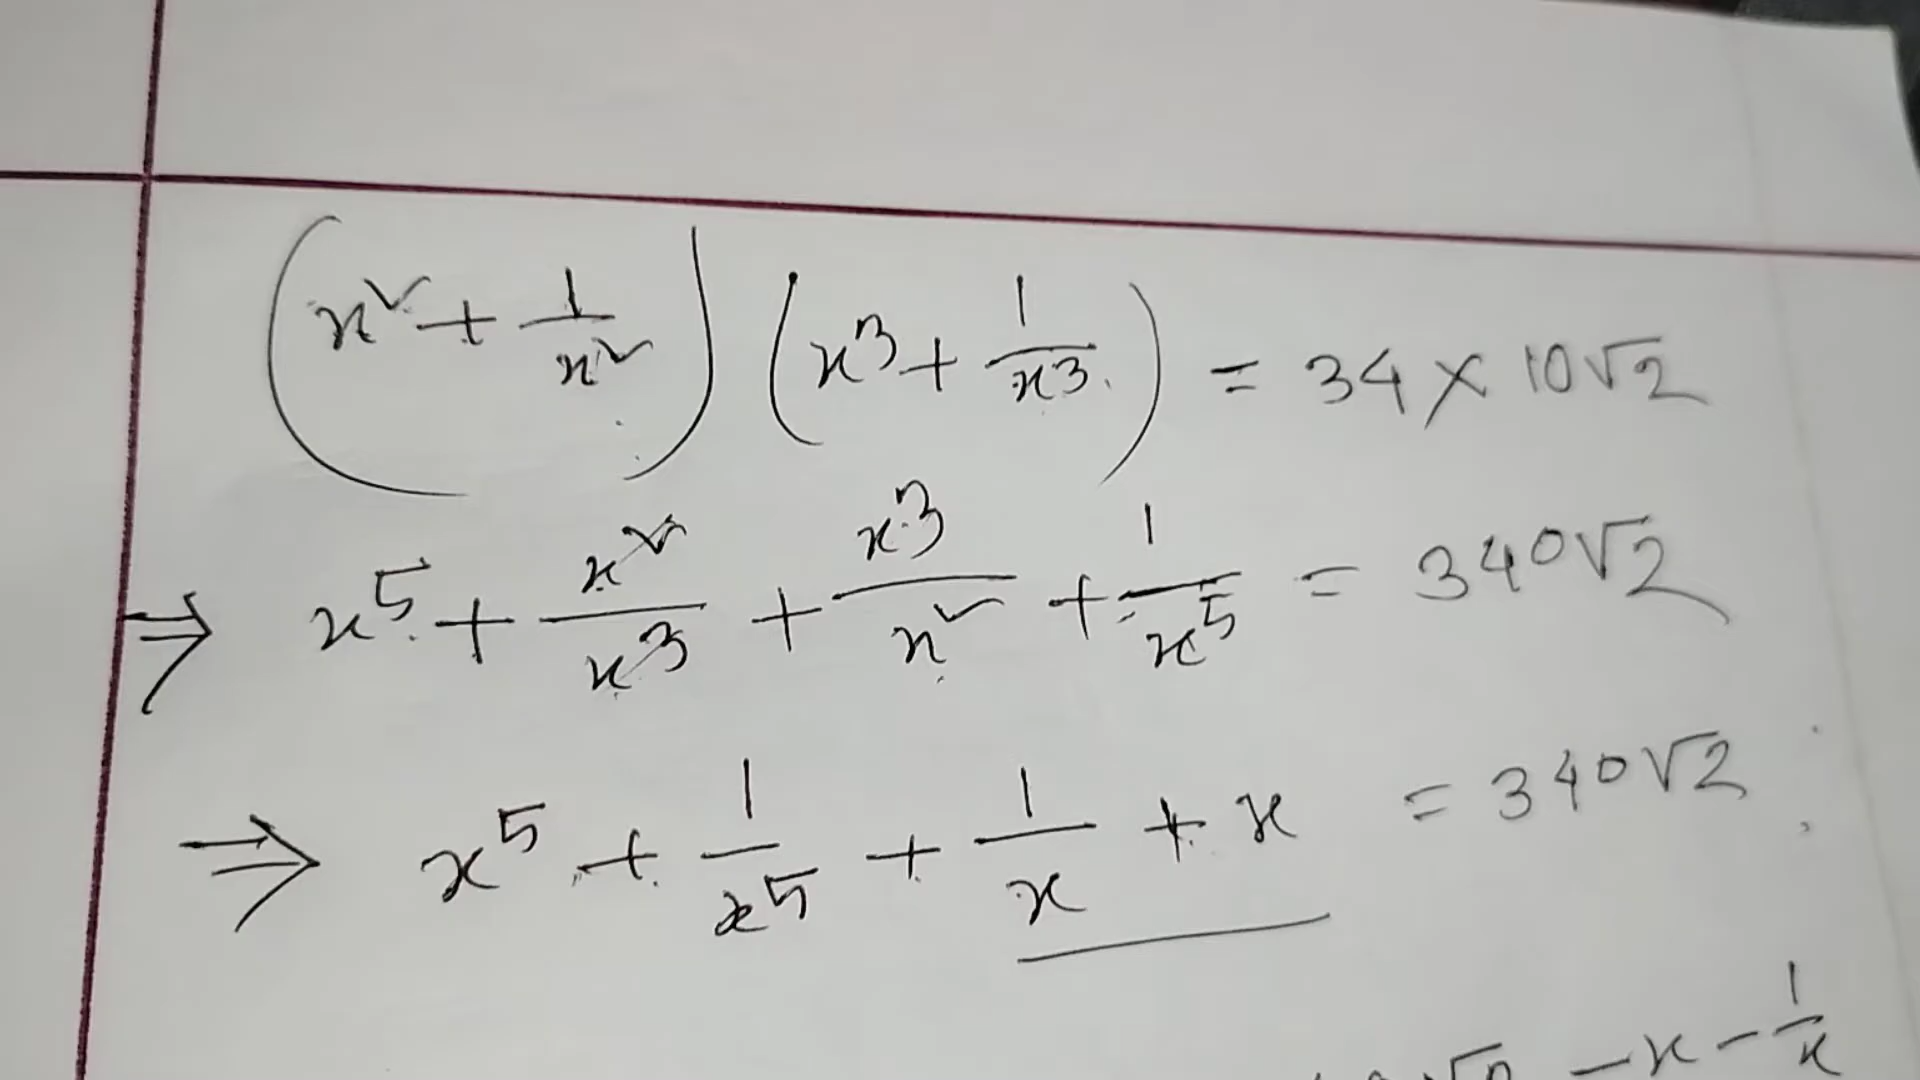 (x² + 1/x²) (x³ + 1/x³) = 34 × 10√2
⇒ x⁵ + x²/x³ + x³/x² + 1/x⁵ = 340√2
⇒ x⁵ + 1/x⁵ + 1/x + x = 340√2
- x - 1/x